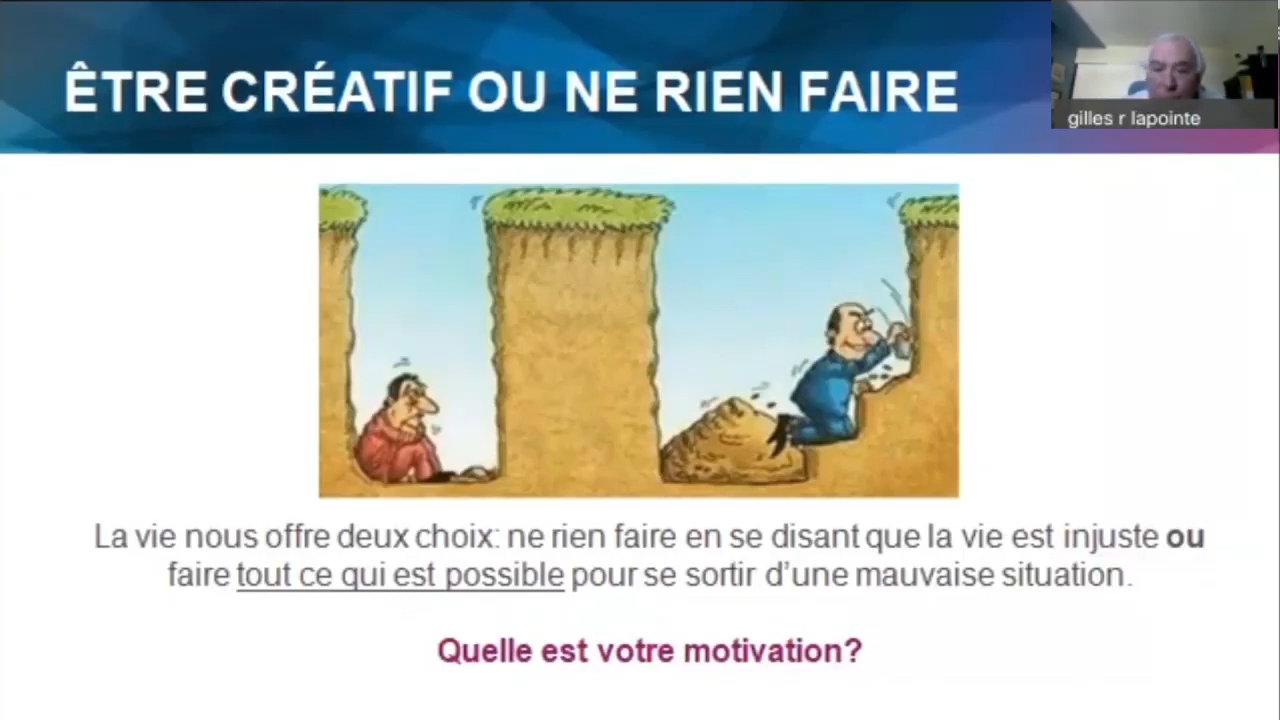 ÊTRE CRÉATIF OU NE RIEN FAIRE
gilles r lapointe
La vie nous offre deux choix: ne rien faire en se disant que la vie est injuste ou
faire tout ce qui est possible pour se sortir d'une mauvaise situation.
Quelle est votre motivation?